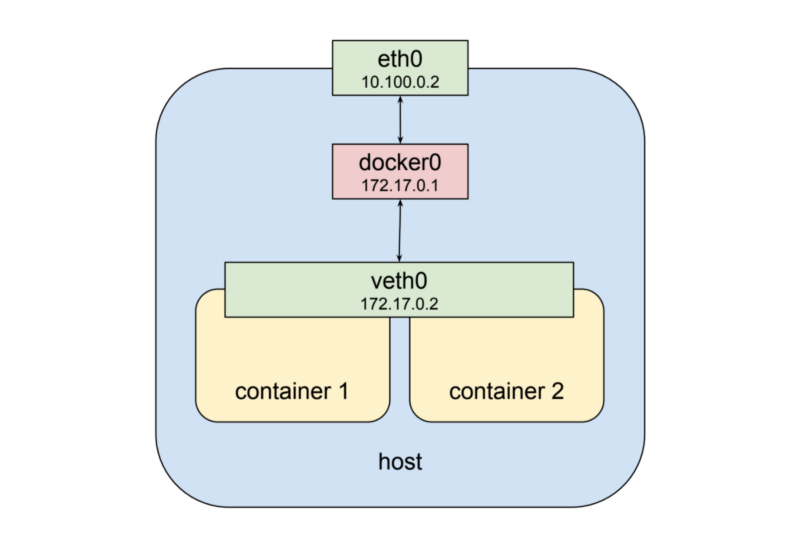 eth0
10.100.0.2
docker0
172.17.0.1
veth0
172.17.0.2
container 1
container 2
host